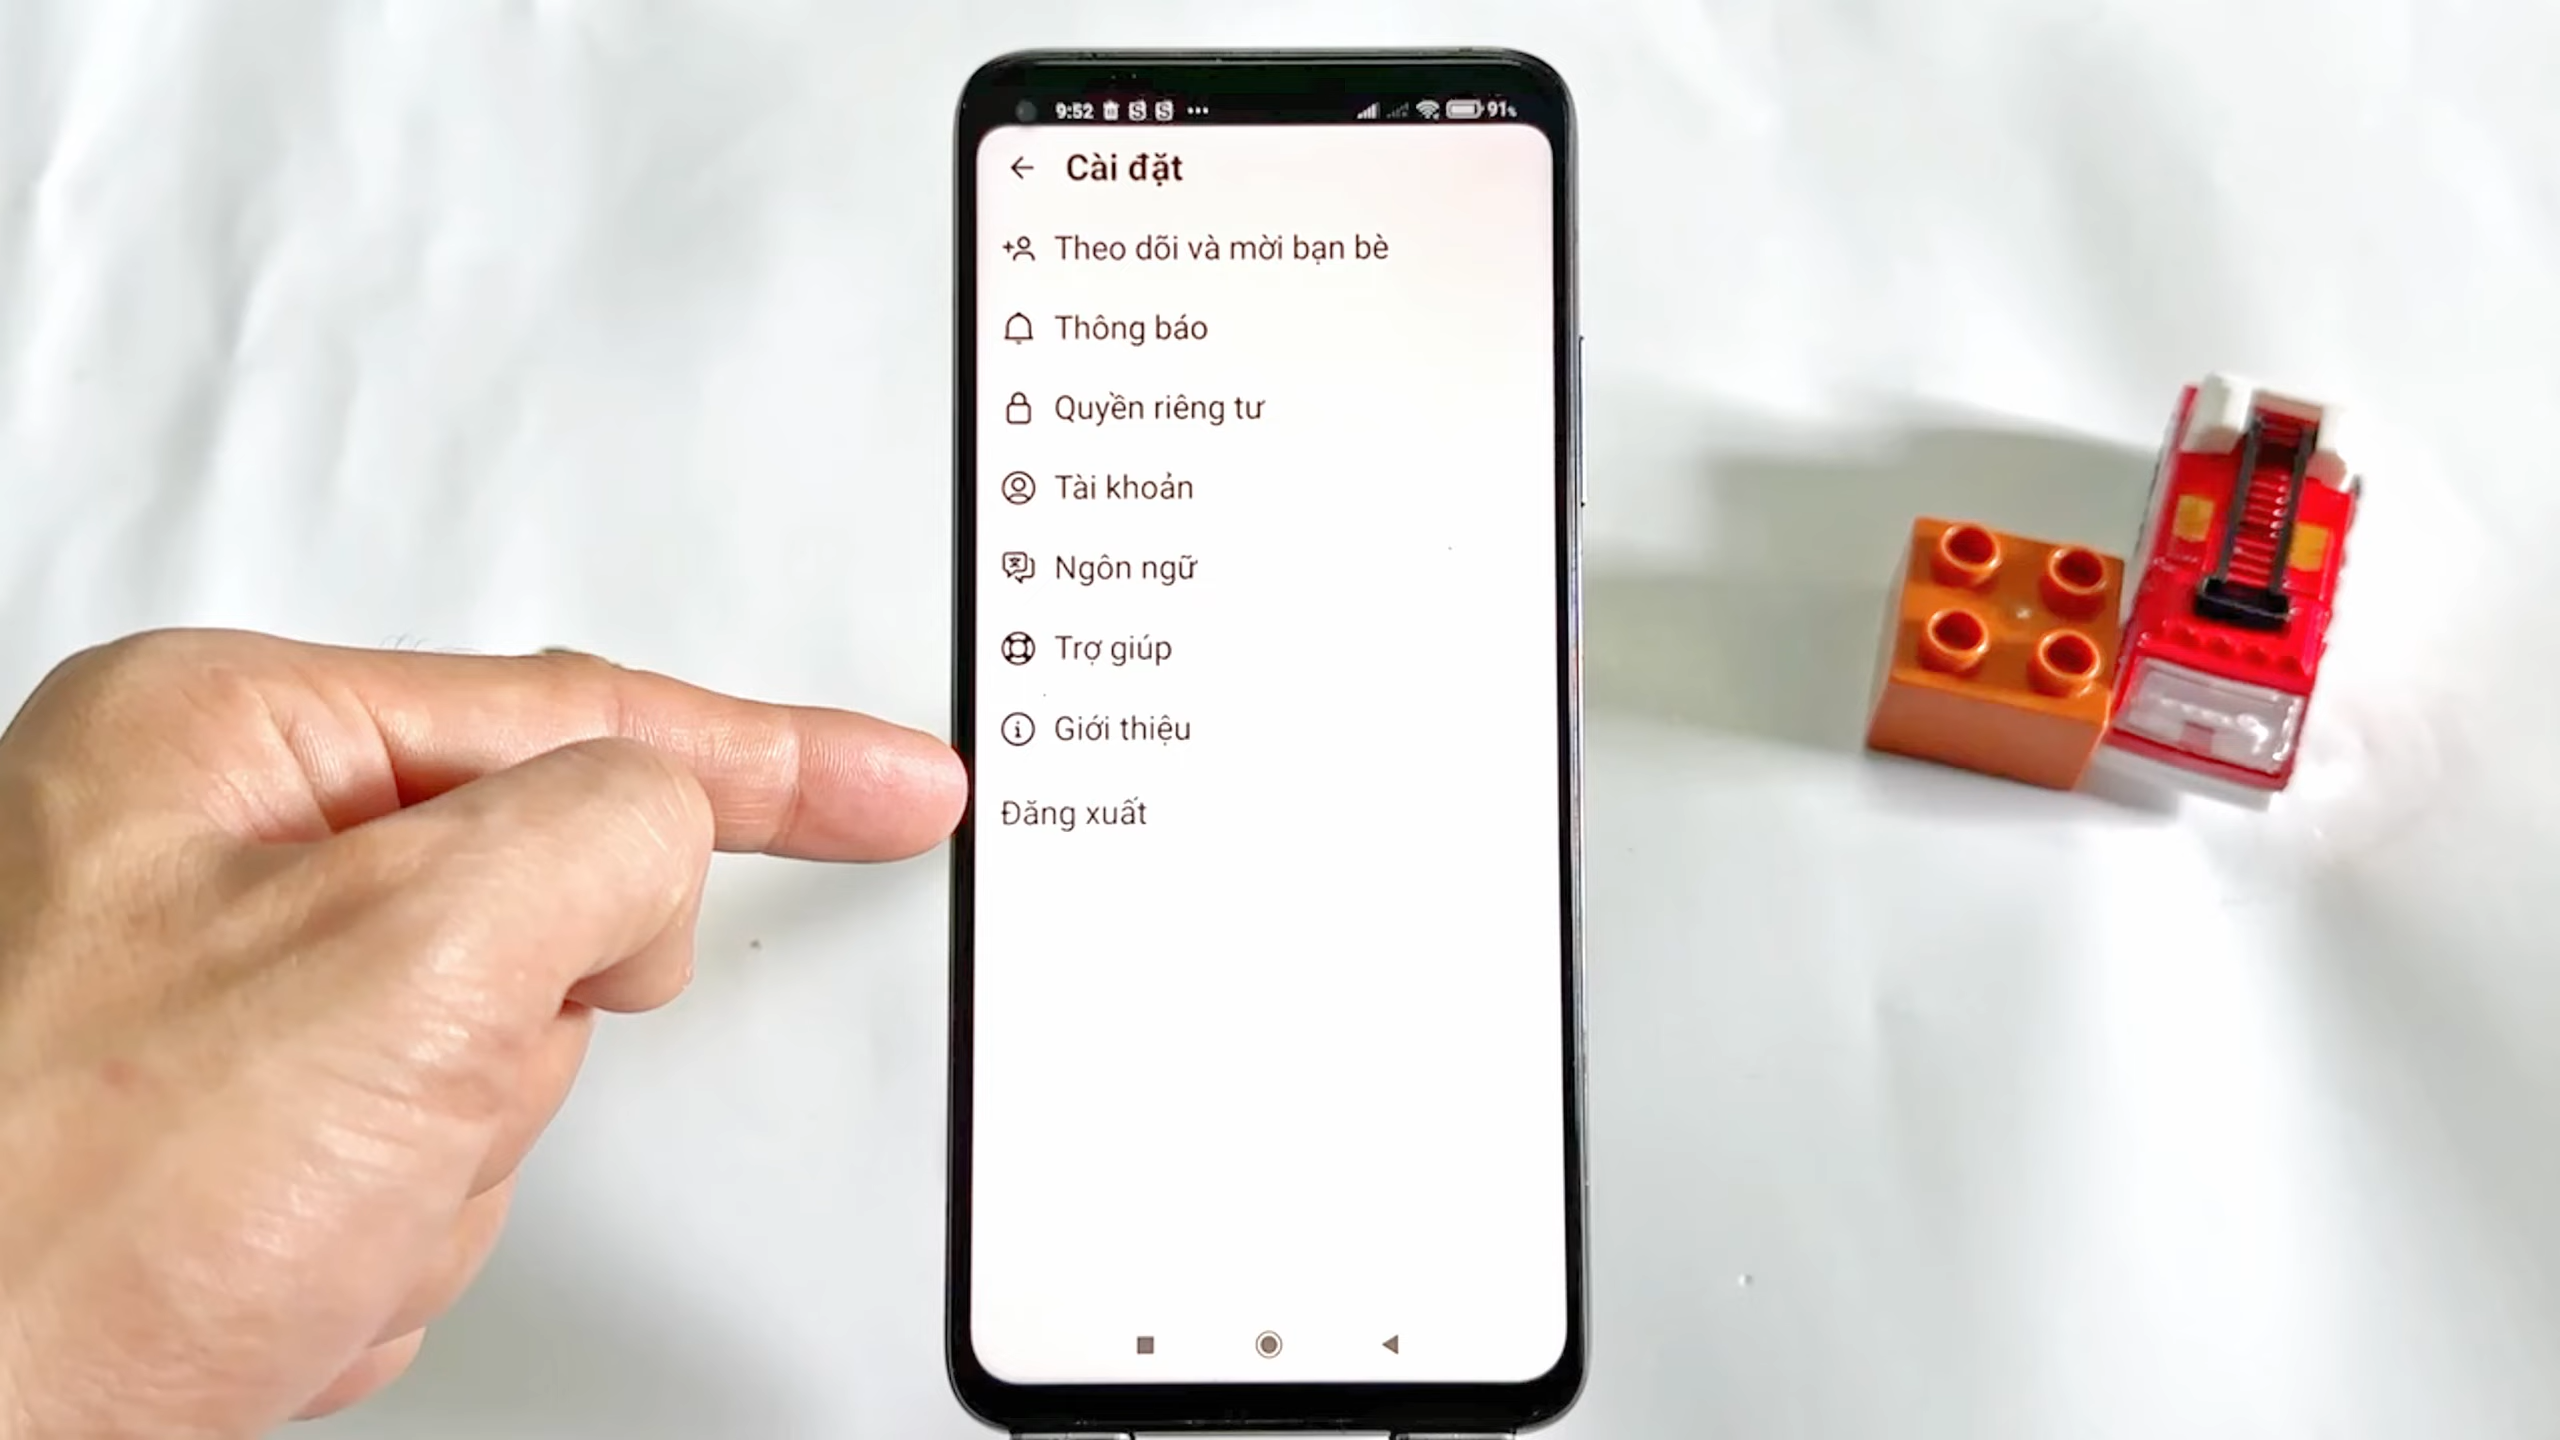 9:52 S S ... 91%
Cài đặt
Theo dõi và mời bạn bè
Thông báo
Quyền riêng tư
Tài khoản
Ngôn ngữ
Trợ giúp
Giới thiệu
Đăng xuất